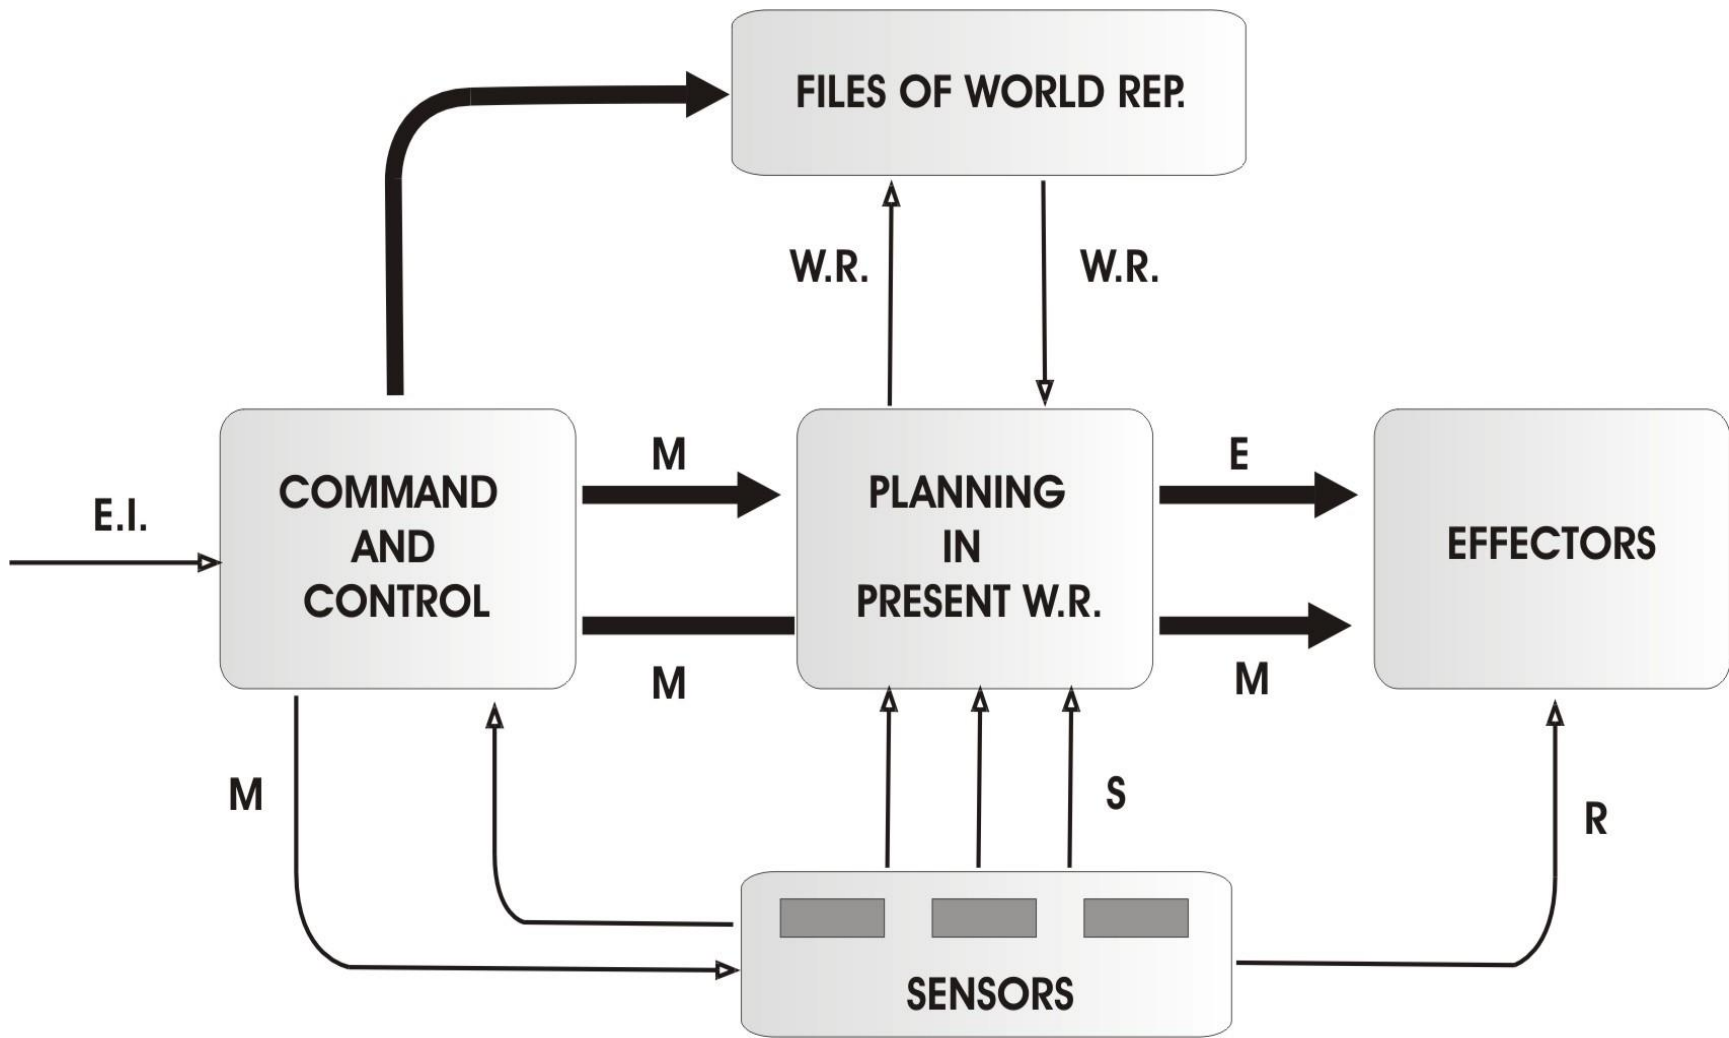 FILES OF WORLD REP.
W.R.
W.R.
E.I.
COMMAND
AND
CONTROL
M
M
PLANNING
IN
PRESENT W.R.
E
M
EFFECTORS
M
S
R
SENSORS